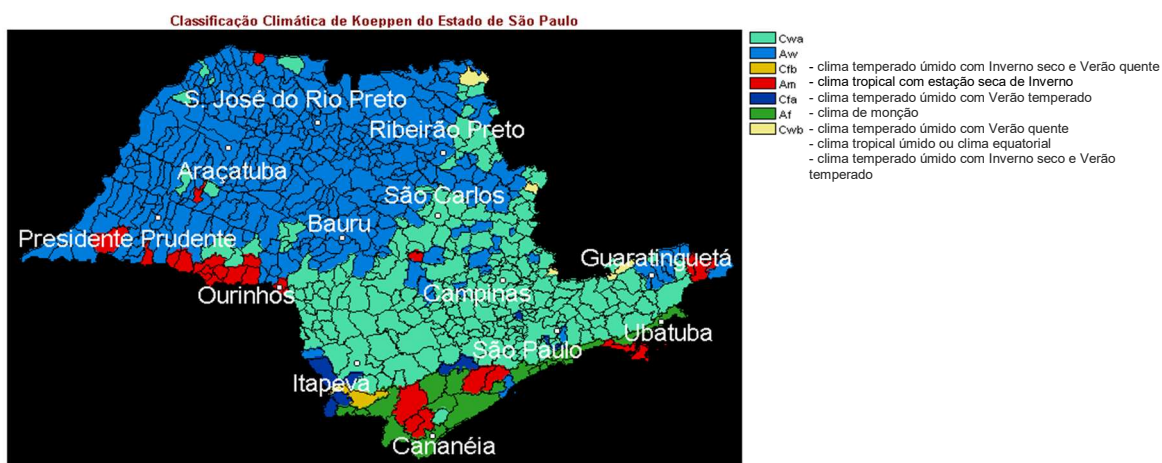 Classificação Climática de Koeppen do Estado de São Paulo
S. José do Rio Preto
Ribeirão Preto
Araçatuba
São Carlos
Presidente Prudente
Bauru
Guaratinguetá
Ourinhos
Campinas
Ubatuba
São Paulo
Itapeva
Cananéia
Cwa
Aw
Cfb
Am
Cfa
Af
Cwb
- clima temperado úmido com Inverno seco e Verão quente
- clima tropical com estação seca de Inverno
- clima temperado úmido com Verão temperado
- clima de monção
- clima temperado úmido com Verão quente
- clima tropical úmido ou clima equatorial
- clima temperado úmido com Inverno seco e Verão
temperado